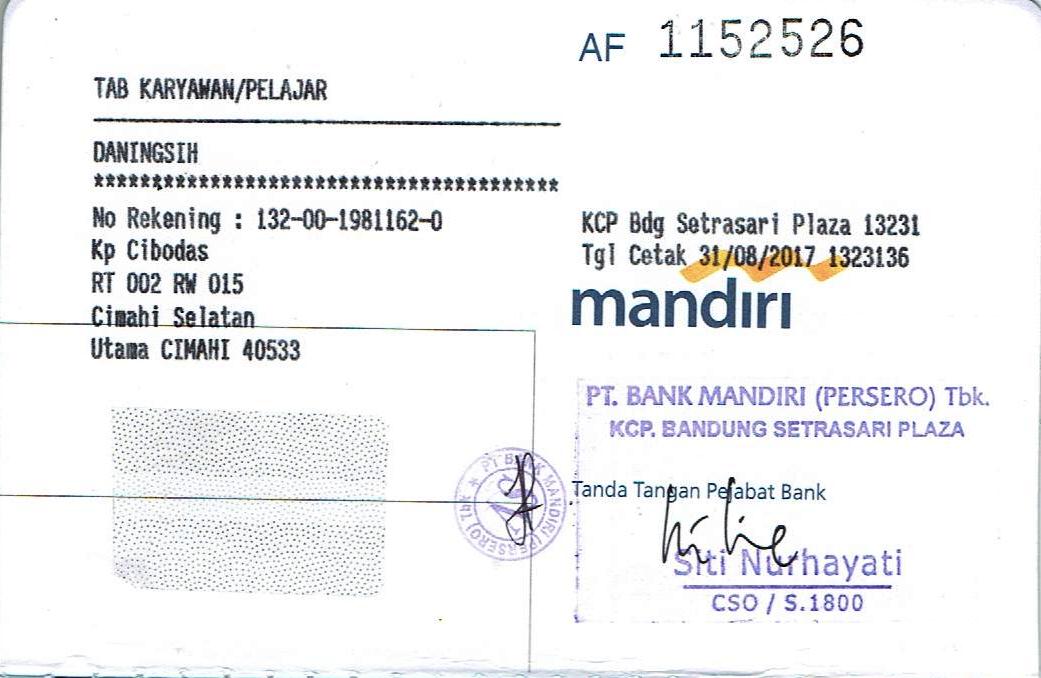 AF 1152526
TAB KARYAWAN/PELAJAR
DANINGSIH
****************************************
No Rekening : 132-00-1981162-0
Kp Cibodas
RT 002 RW 015
Cimahi Selatan
Utama CIMAHI 40533
KCP Bdg Setrasari Plaza 13231
Tgl Cetak 31/08/2017 1323136
mandiri
PT. BANK MANDIRI (PERSERO) Tbk.
KCP. BANDUNG SETRASARI PLAZA
PT BANK MANDIRI (PERSERO) Tbk
Tanda Tangan Pejabat Bank
Siti Nurhayati
CSO / S.1800